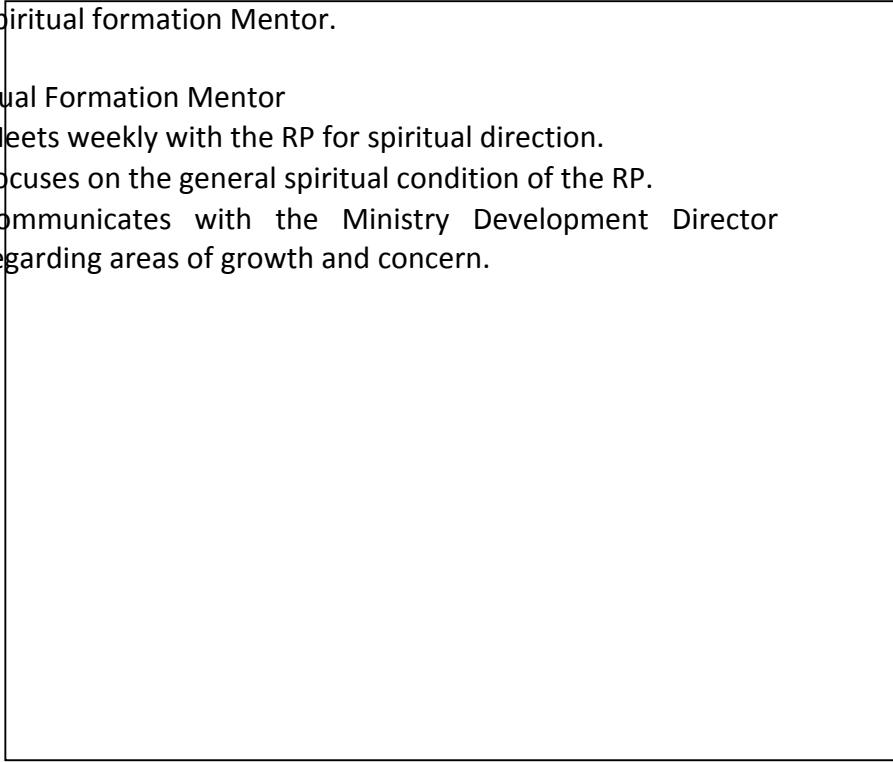 piritual formation Mentor.
ual Formation Mentor
eets weekly with the RP for spiritual direction.
ocuses on the general spiritual condition of the RP.
ommunicates with the Ministry Development Director
egarding areas of growth and concern.